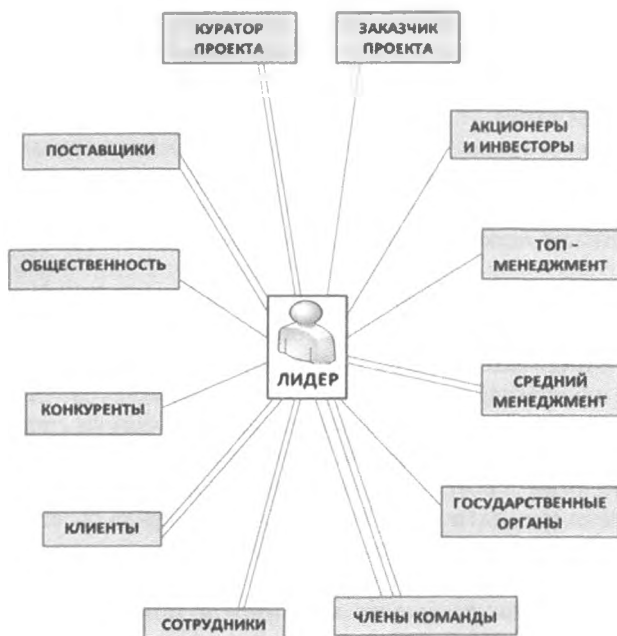 КУРАТОР
ПРОЕКТА
ЗАКАЗЧИК
ПРОЕКТА
АКЦИОНЕРЫ
И ИНВЕСТОРЫ
ПОСТАВЩИКИ
ТОП -
МЕНЕДЖМЕНТ
ОБЩЕСТВЕННОСТЬ
ЛИДЕР
СРЕДНИЙ
МЕНЕДЖМЕНТ
КОНКУРЕНТЫ
ГОСУДАРСТВЕННЫЕ
ОРГАНЫ
КЛИЕНТЫ
СОТРУДНИКИ
ЧЛЕНЫ КОМАНДЫ